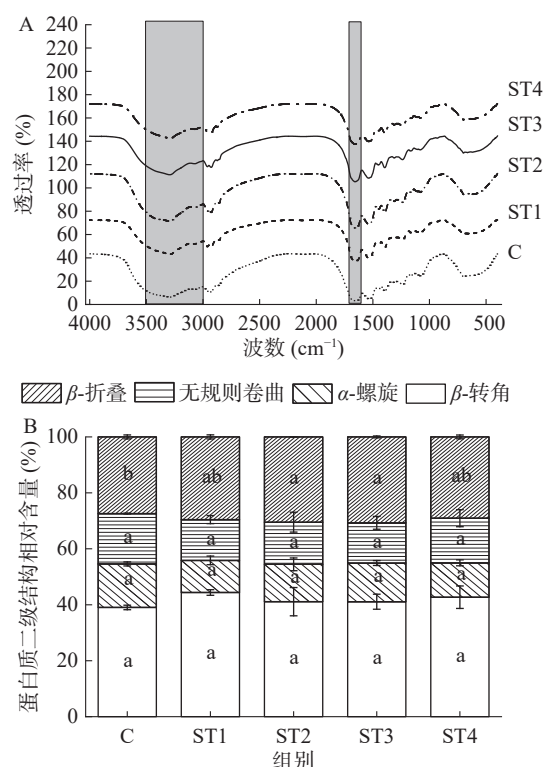 A
240
220
200
180
160
140
120
100
80
60
40
20
0
透过率 (%)
ST4
ST3
ST2
ST1
C
4000 3500 3000 2500 2000 1500 1000 500
波数 (cm⁻¹)
β-折叠 无规则卷曲 α-螺旋 β-转角
B
100
80
60
40
20
0
蛋白质二级结构相对含量 (%)
b ab a a ab
a a a a a
a a a a a
a a a a a
C ST1 ST2 ST3 ST4
组别